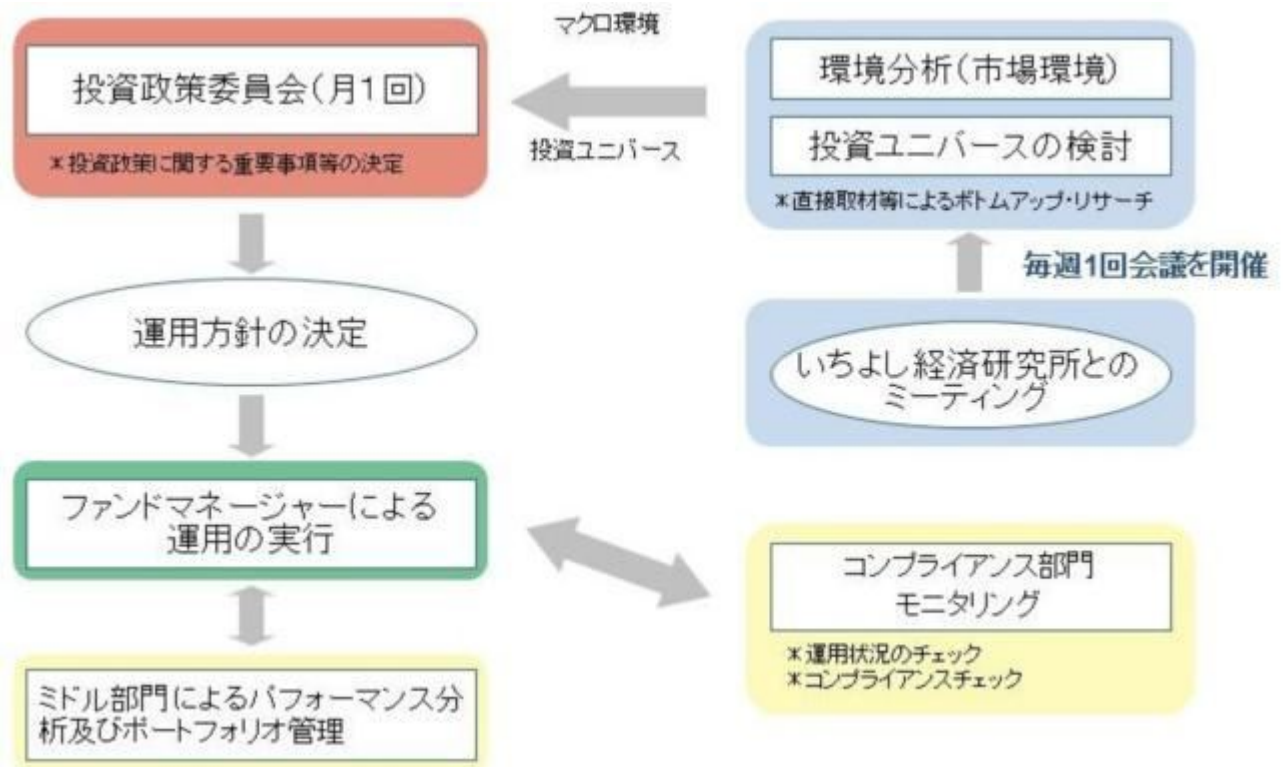 マクロ環境
投資政策委員会(月1回)
*投資政策に関する重要事項等の決定
投資ユニバース
環境分析(市場環境)
投資ユニバースの検討
*直接取材等によるボトムアップ・リサーチ
毎週1回会議を開催
いちよし経済研究所との
ミーティング
運用方針の決定
ファンドマネージャーによる
運用の実行
コンプライアンス部門
モニタリング
*運用状況のチェック
*コンプライアンスチェック
ミドル部門によるパフォーマンス分
析及びポートフォリオ管理